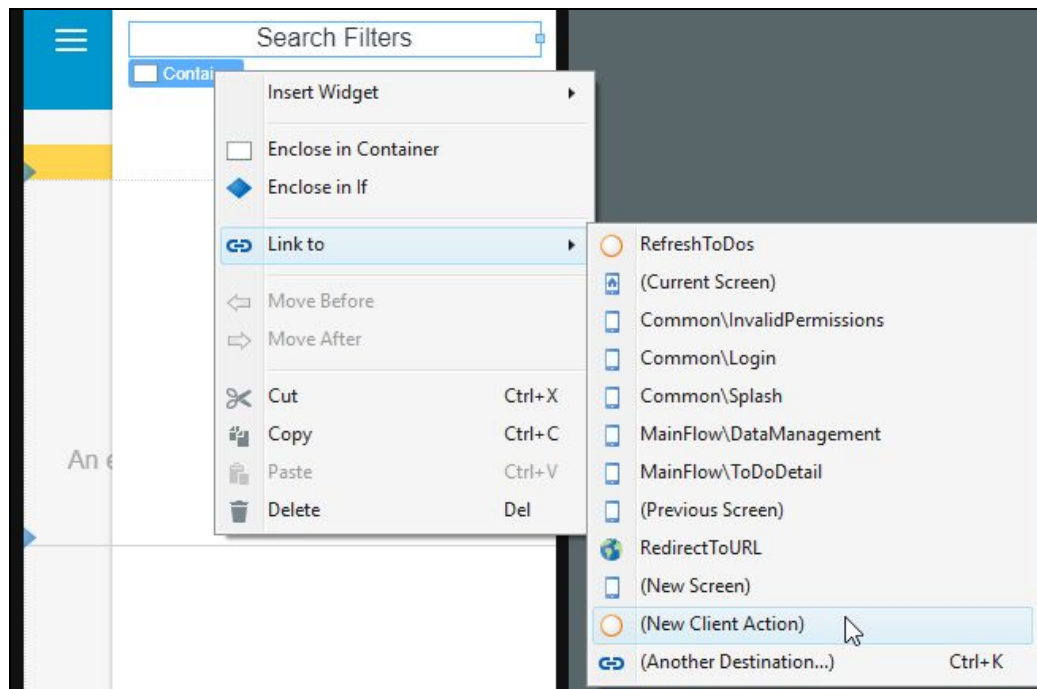 Search Filters
Contai
Insert Widget
Enclose in Container
Enclose in If
Link to
Move Before
Move After
Cut Ctrl+X
Copy Ctrl+C
Paste Ctrl+V
Delete Del
An e
RefreshToDos
(Current Screen)
Common\InvalidPermissions
Common\Login
Common\Splash
MainFlow\DataManagement
MainFlow\ToDoDetail
(Previous Screen)
RedirectToURL
(New Screen)
(New Client Action)
(Another Destination...) Ctrl+K